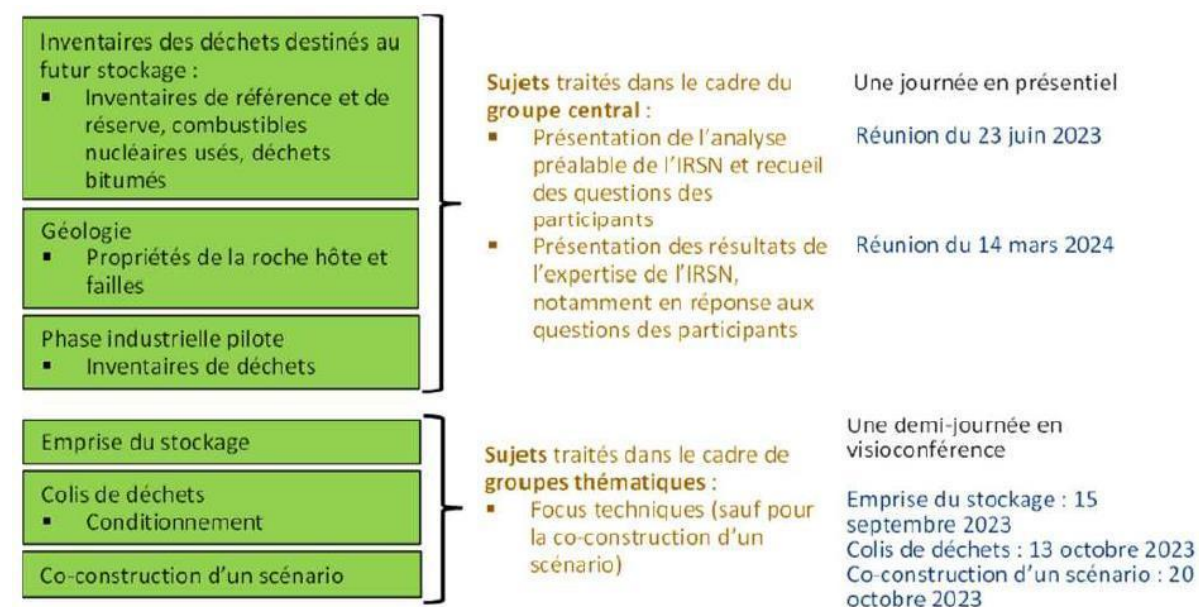 Inventaires des déchets destinés au
futur stockage :
▪ Inventaires de référence et de
réserve, combustibles
nucléaires usés, déchets
bitumés
Géologie
▪ Propriétés de la roche hôte et
failles
Phase industrielle pilote
▪ Inventaires de déchets
Sujets traités dans le cadre du
groupe central :
▪ Présentation de l'analyse
préalable de l'IRSN et recueil
des questions des
participants
▪ Présentation des résultats de
l'expertise de l'IRSN,
notamment en réponse aux
questions des participants
Une journée en présentiel
Réunion du 23 juin 2023
Réunion du 14 mars 2024
Emprise du stockage
Colis de déchets
▪ Conditionnement
Co-construction d'un scénario
Sujets traités dans le cadre de
groupes thématiques :
▪ Focus techniques (sauf pour
la co-construction d'un
scénario)
Une demi-journée en
visioconférence
Emprise du stockage : 15
septembre 2023
Colis de déchets : 13 octobre 2023
Co-construction d'un scénario : 20
octobre 2023